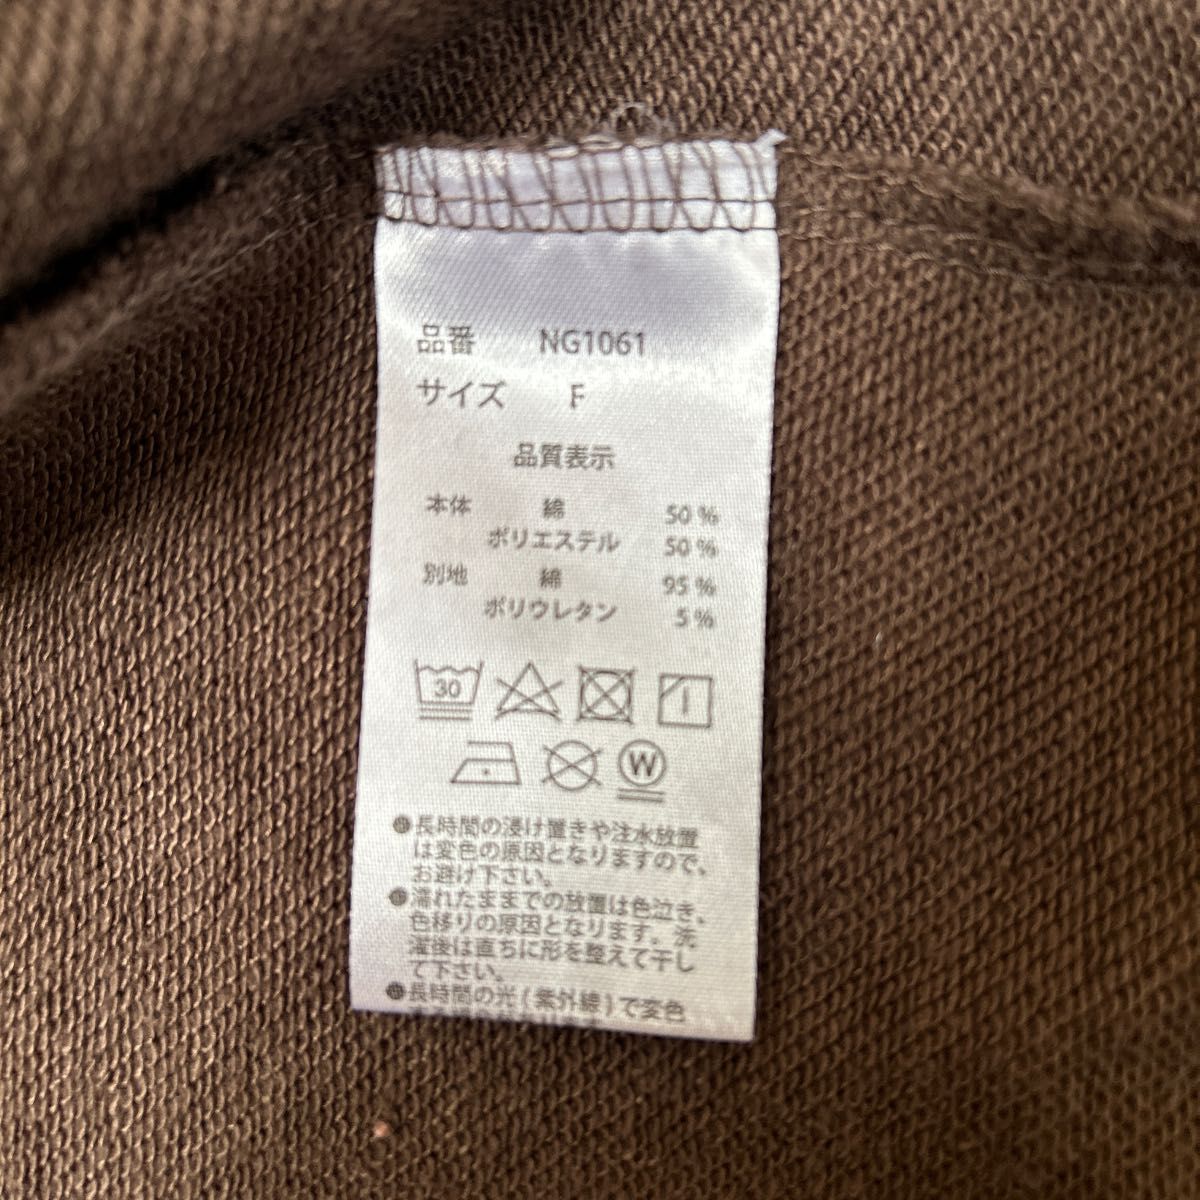 品番 NG1061
サイズ F
品質表示
本体 綿 50 %
ポリエステル 50 %
別地 綿 95 %
ポリウレタン 5 %
30
W
●長時間の浸け置きや注水放置
は変色の原因となりますので、
お避け下さい。
●濡れたままでの放置は色泣き、
色移りの原因となります。洗
濯後は直ちに形を整えて干し
て下さい。
●長時間の光(紫外線)で変色